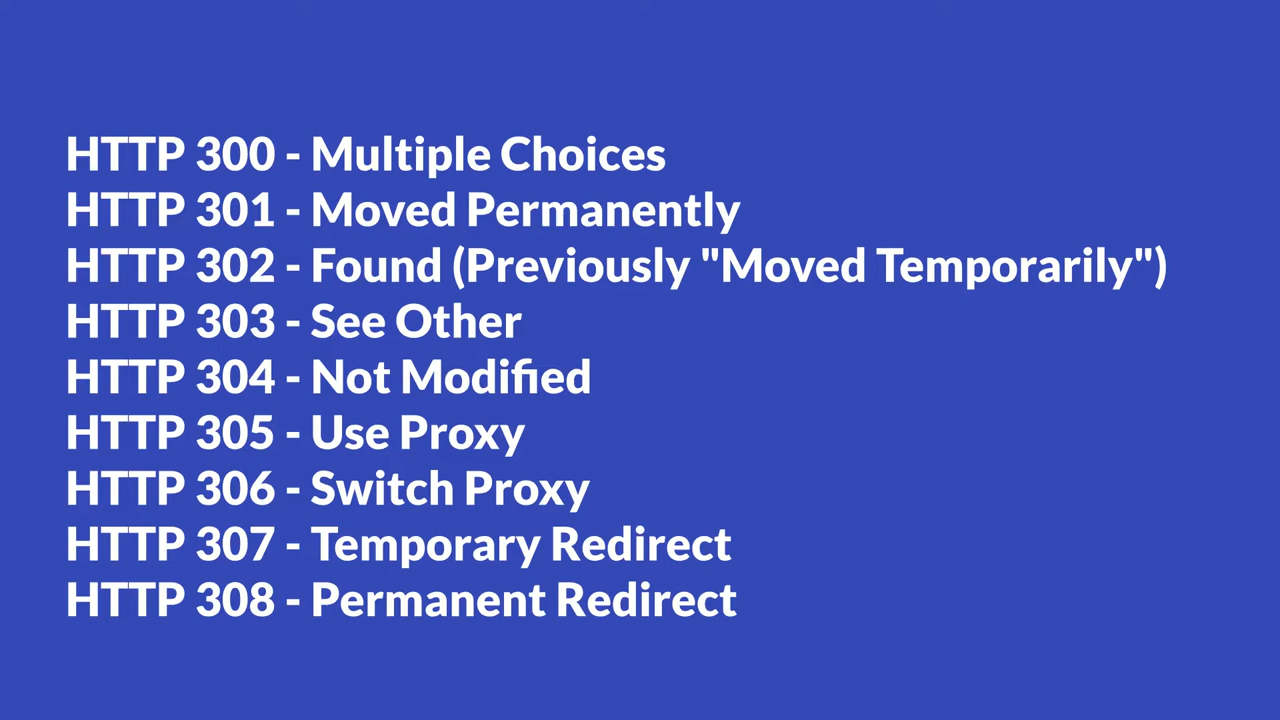 HTTP 300 - Multiple Choices
HTTP 301 - Moved Permanently
HTTP 302 - Found (Previously "Moved Temporarily")
HTTP 303 - See Other
HTTP 304 - Not Modified
HTTP 305 - Use Proxy
HTTP 306 - Switch Proxy
HTTP 307 - Temporary Redirect
HTTP 308 - Permanent Redirect